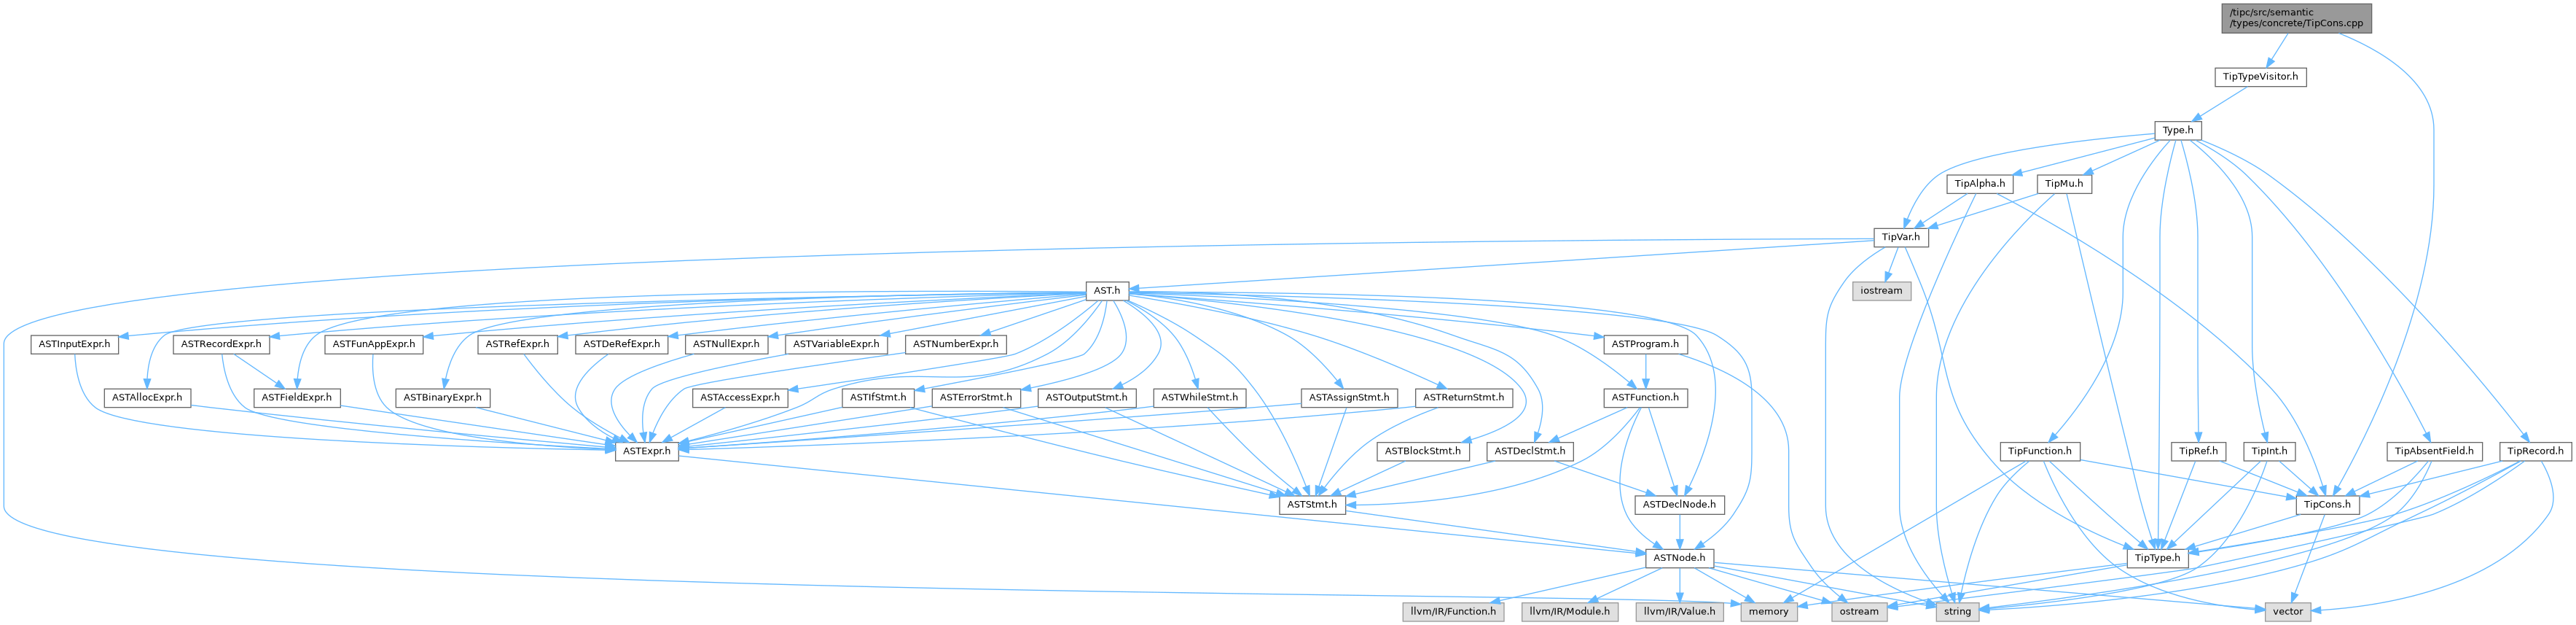 /tipc/src/semantic
/types/concrete/TipCons.cpp
TipTypeVisitor.h
Type.h
TipAlpha.h
TipMu.h
TipVar.h
AST.h
iostream
ASTInputExpr.h
ASTRecordExpr.h
ASTFunAppExpr.h
ASTRefExpr.h
ASTDeRefExpr.h
ASTNullExpr.h
ASTVariableExpr.h
ASTNumberExpr.h
ASTProgram.h
ASTAllocExpr.h
ASTFieldExpr.h
ASTBinaryExpr.h
ASTAccessExpr.h
ASTIfStmt.h
ASTErrorStmt.h
ASTOutputStmt.h
ASTWhileStmt.h
ASTAssignStmt.h
ASTReturnStmt.h
ASTFunction.h
ASTExpr.h
ASTBlockStmt.h
ASTDeclStmt.h
TipFunction.h
TipRef.h
TipInt.h
TipAbsentField.h
TipRecord.h
ASTStmt.h
ASTDeclNode.h
TipCons.h
ASTNode.h
TipType.h
llvm/IR/Function.h
llvm/IR/Module.h
llvm/IR/Value.h
memory
ostream
string
vector